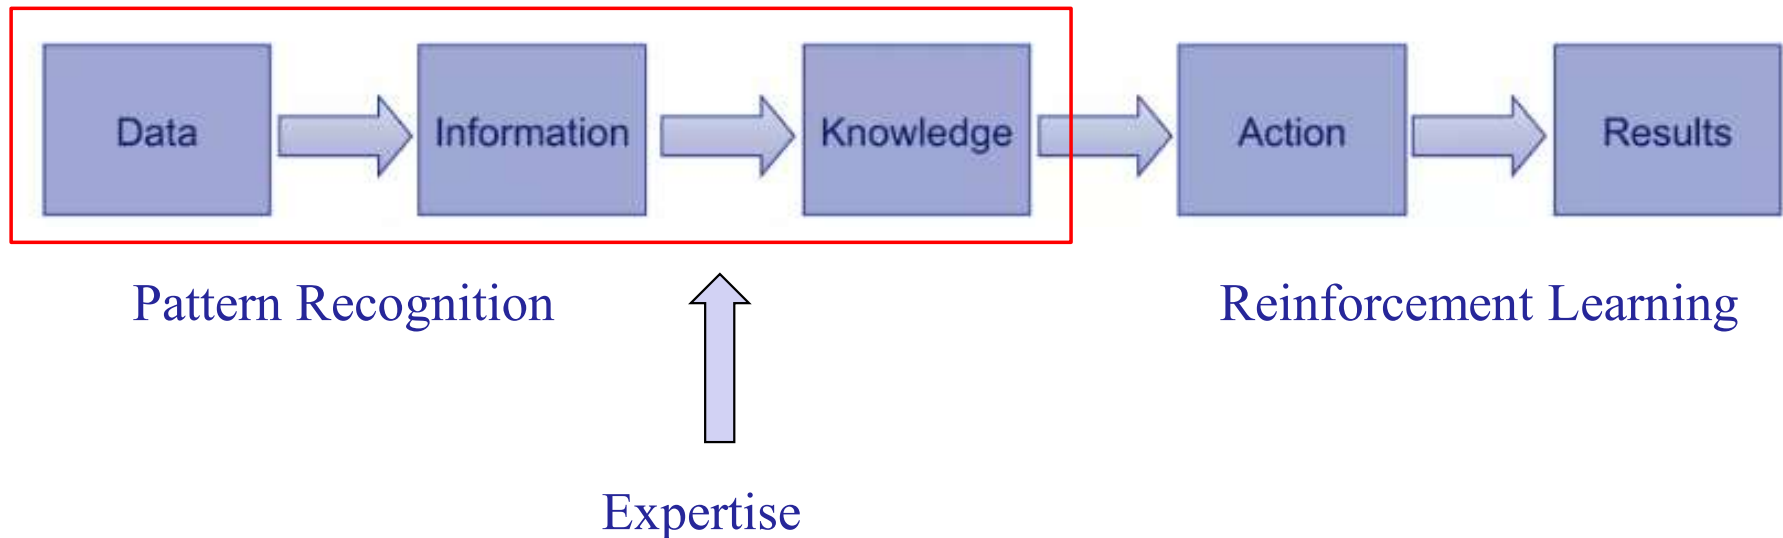 Data
Information
Knowledge
Action
Results
Pattern Recognition
Reinforcement Learning
Expertise